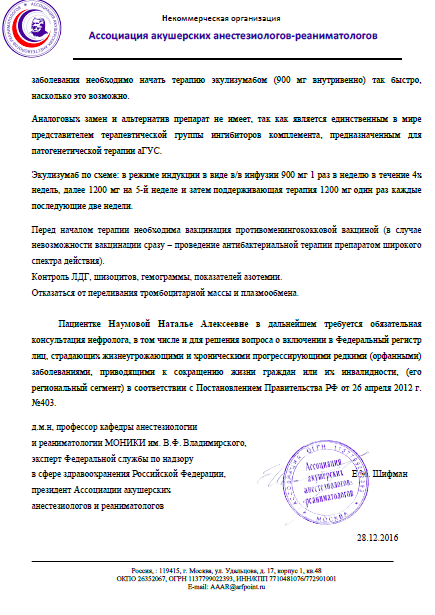 Некоммерческая организация
Ассоциация акушерских анестезиологов-реаниматологов
заболевания необходимо начать терапию экулизумабом (900 мг внутривенно) так быстро,
насколько это возможно.
Аналоговых замен и альтернатив препарат не имеет, так как является единственным в мире
представителем терапевтической группы ингибиторов комплемента, предназначенным для
патогенетической терапии аГУС.
Экулизумаб по схеме: в режиме индукции в виде в/в инфузии 900 мг 1 раз в неделю в течение 4х
недель, далее 1200 мг на 5-й неделе и затем поддерживающая терапия 1200 мг один раз каждые
последующие две недели.
Перед началом терапии необходима вакцинация противоменингококковой вакциной (в случае
невозможности вакцинации сразу – проведение антибактериальной терапии препаратом широкого
спектра действия).
Контроль ЛДГ, шизоцитов, гемограммы, показателей азотемии.
Отказаться от переливания тромбоцитарной массы и плазмообмена.
Пациентке Наумовой Наталье Алексеевне в дальнейшем требуется обязательная
консультация нефролога, в том числе и для решения вопроса о включении в Федеральный регистр
лиц, страдающих жизнеугрожающими и хроническими прогрессирующими редкими (орфанными)
заболеваниями, приводящими к сокращению жизни граждан или их инвалидности, (его
региональный сегмент) в соответствии с Постановлением Правительства РФ от 26 апреля 2012 г.
№403.
д.м.н, профессор кафедры анестезиологии
и реаниматологии МОНИКИ им. В.Ф. Владимирского,
эксперт Федеральной службы по надзору
в сфере здравоохранения Российской Федерации, Е.М. Шифман
президент Ассоциации акушерских
анестезиологов и реаниматологов
Ассоциация
акушерских
анестезиологов-
реаниматологов
МОСКВА
28.12.2016
Россия, : 119415, г. Москва, ул. Удальцова, д. 17, корпус 1, кв.48
ОКПО 26352067, ОГРН 1137799022393, ИНН/КПП 7710481076/772901001
E-mail: AAAR@arfpoint.ru